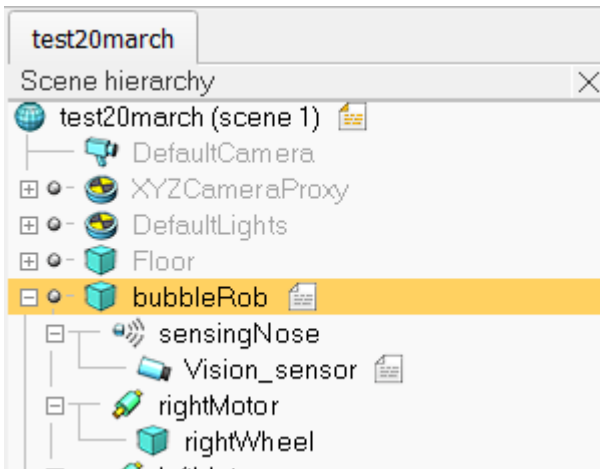 test20march
Scene hierarchy
test20march (scene 1)
DefaultCamera
XYZCameraProxy
DefaultLights
Floor
bubbleRob
sensingNose
Vision_sensor
rightMotor
rightWheel